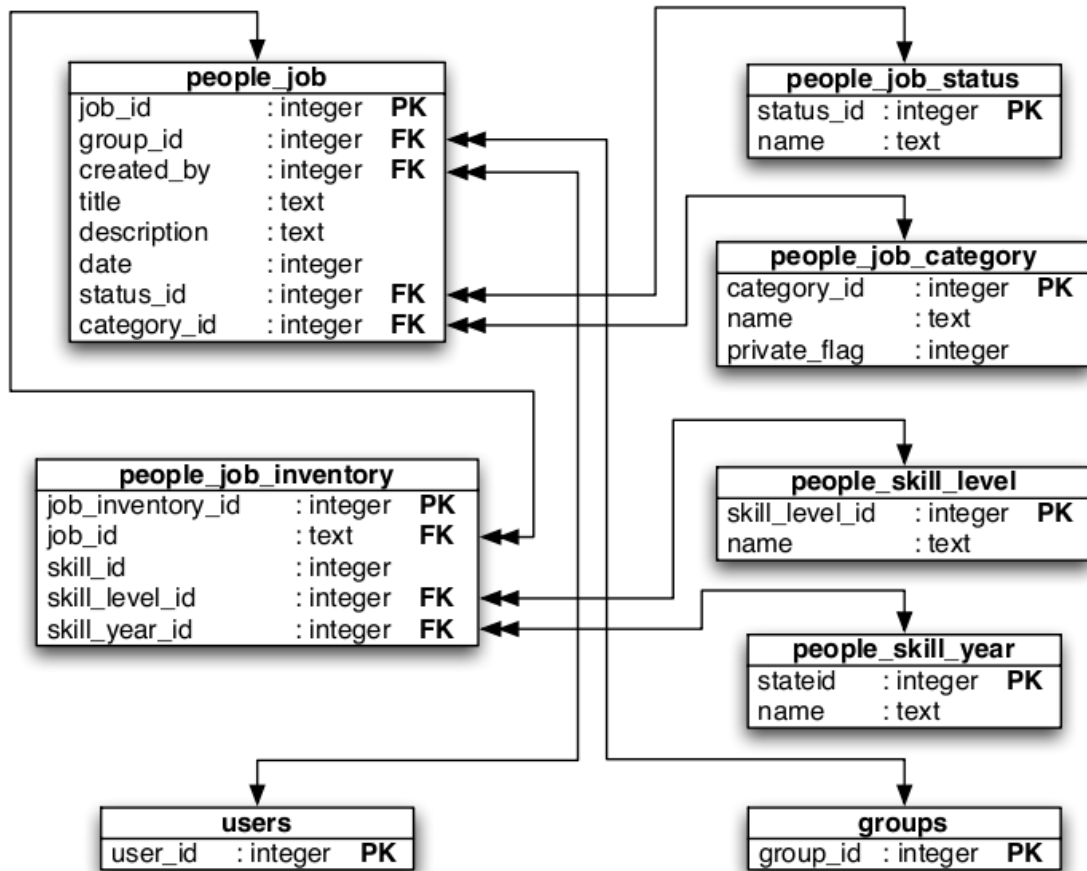 people_job
job_id : integer PK
group_id : integer FK
created_by : integer FK
title : text
description : text
date : integer
status_id : integer FK
category_id : integer FK
people_job_status
status_id : integer PK
name : text
people_job_category
category_id : integer PK
name : text
private_flag : integer
people_job_inventory
job_inventory_id : integer PK
job_id : text FK
skill_id : integer
skill_level_id : integer FK
skill_year_id : integer FK
people_skill_level
skill_level_id : integer PK
name : text
people_skill_year
stateid : integer PK
name : text
users
user_id : integer PK
groups
group_id : integer PK